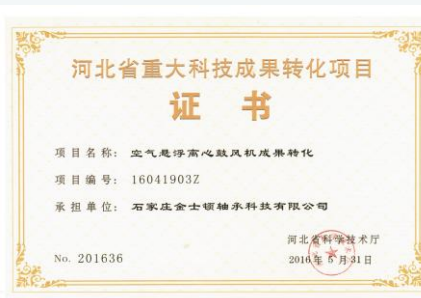 河北省重大科技成果转化项目
证 书
项目名称: 空气悬浮离心鼓风机成果转化
项目编号: 16041903Z
承担单位: 石家庄金士顿轴承科技有限公司
河北省科学技术厅
No. 201636
2016年5月31日